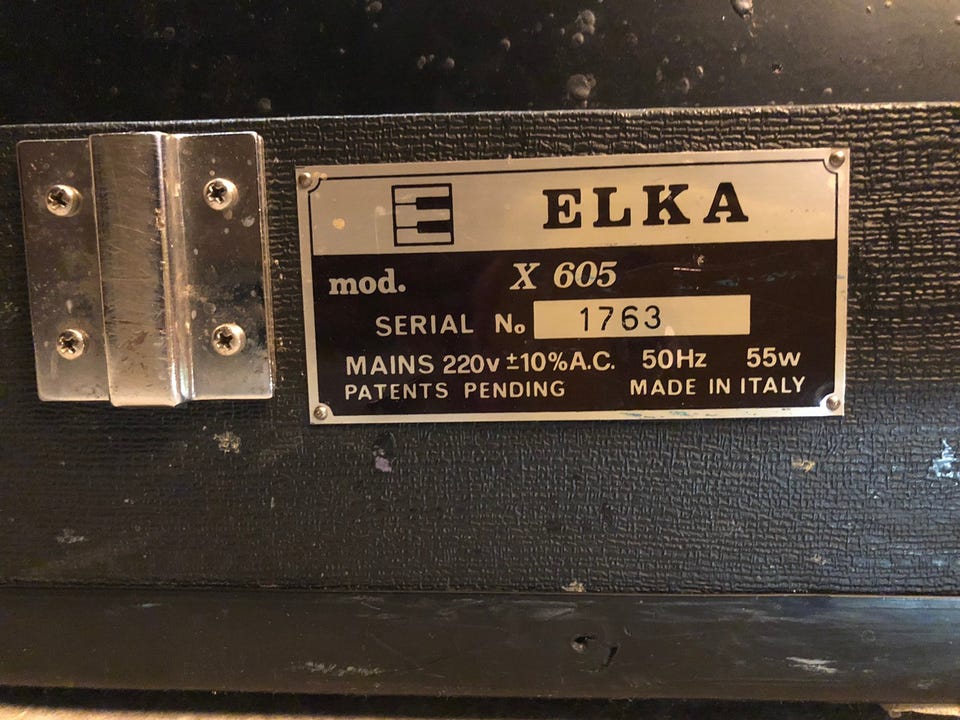 ELKA
mod. X 605
SERIAL No 1763
MAINS 220v ±10% A.C. 50Hz 55w
PATENTS PENDING MADE IN ITALY